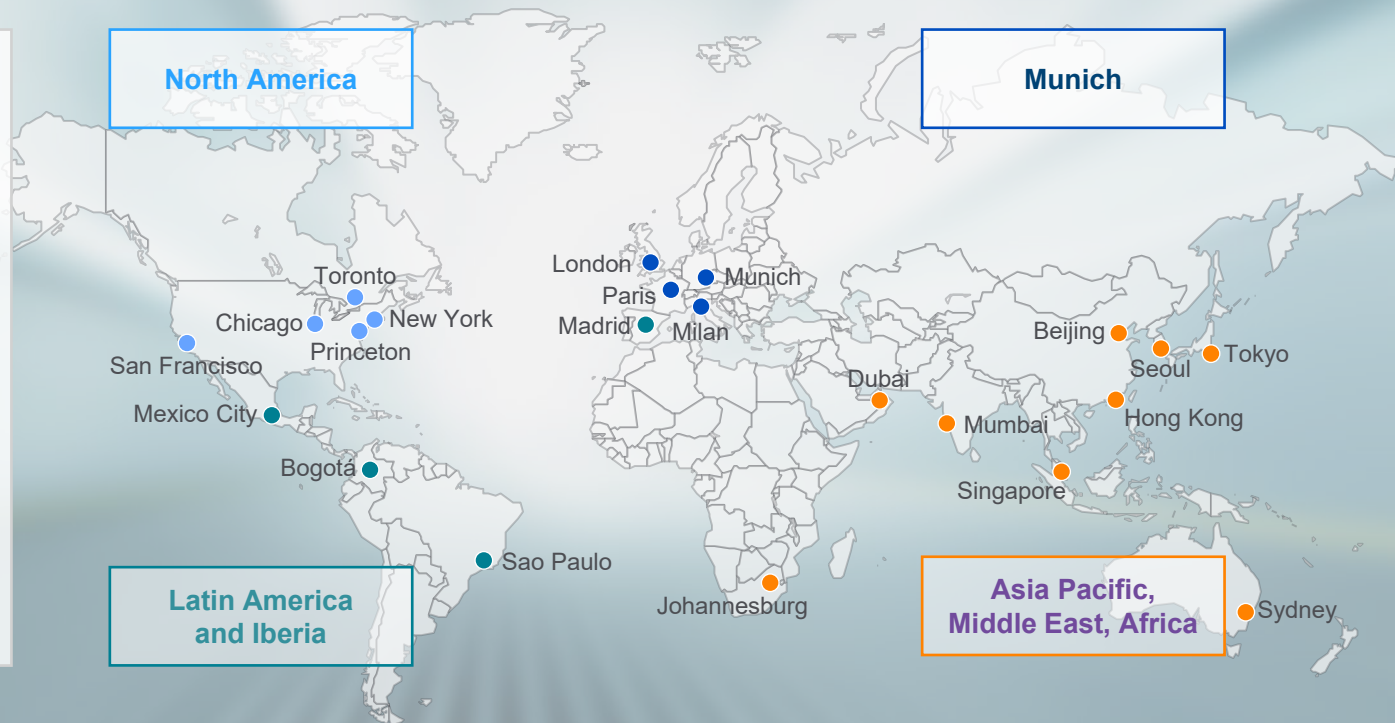 North America
Munich
Toronto
Chicago
New York
Princeton
San Francisco
Mexico City
Bogotá
Sao Paulo
London
Munich
Paris
Madrid
Milan
Beijing
Seoul
Tokyo
Dubai
Hong Kong
Mumbai
Singapore
Johannesburg
Sydney
Latin America
and Iberia
Asia Pacific,
Middle East, Africa